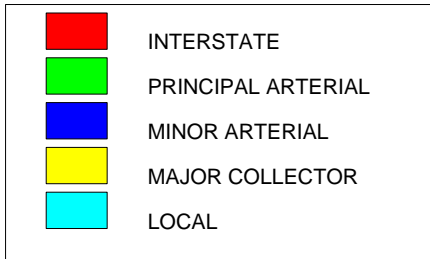 INTERSTATE
PRINCIPAL ARTERIAL
MINOR ARTERIAL
MAJOR COLLECTOR
LOCAL